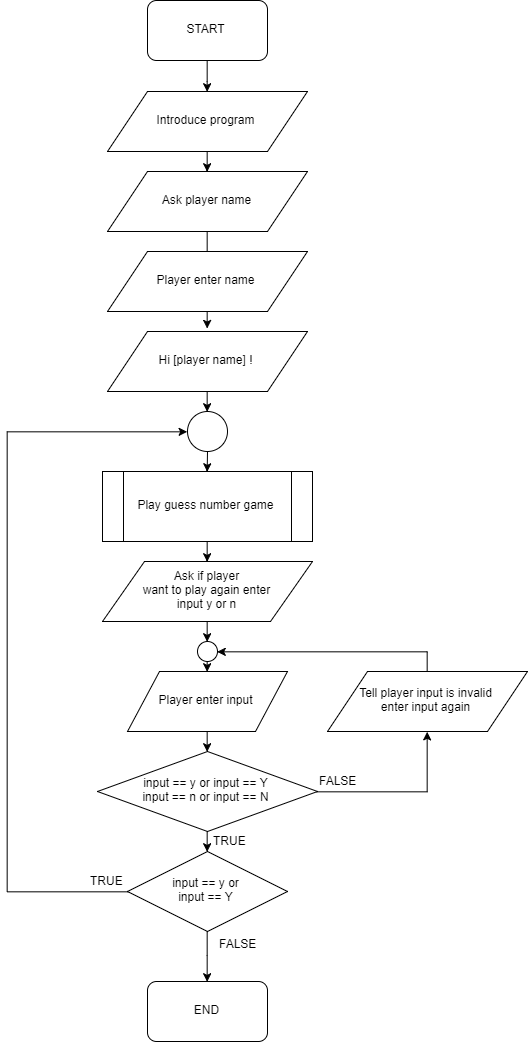 START
Introduce program
Ask player name
Player enter name
Hi [player name] !
Play guess number game
Ask if player
want to play again enter
input y or n
Player enter input
Tell player input is invalid
enter input again
input == y or input == Y
input == n or input == N
FALSE
TRUE
input == y or
input == Y
TRUE
FALSE
END